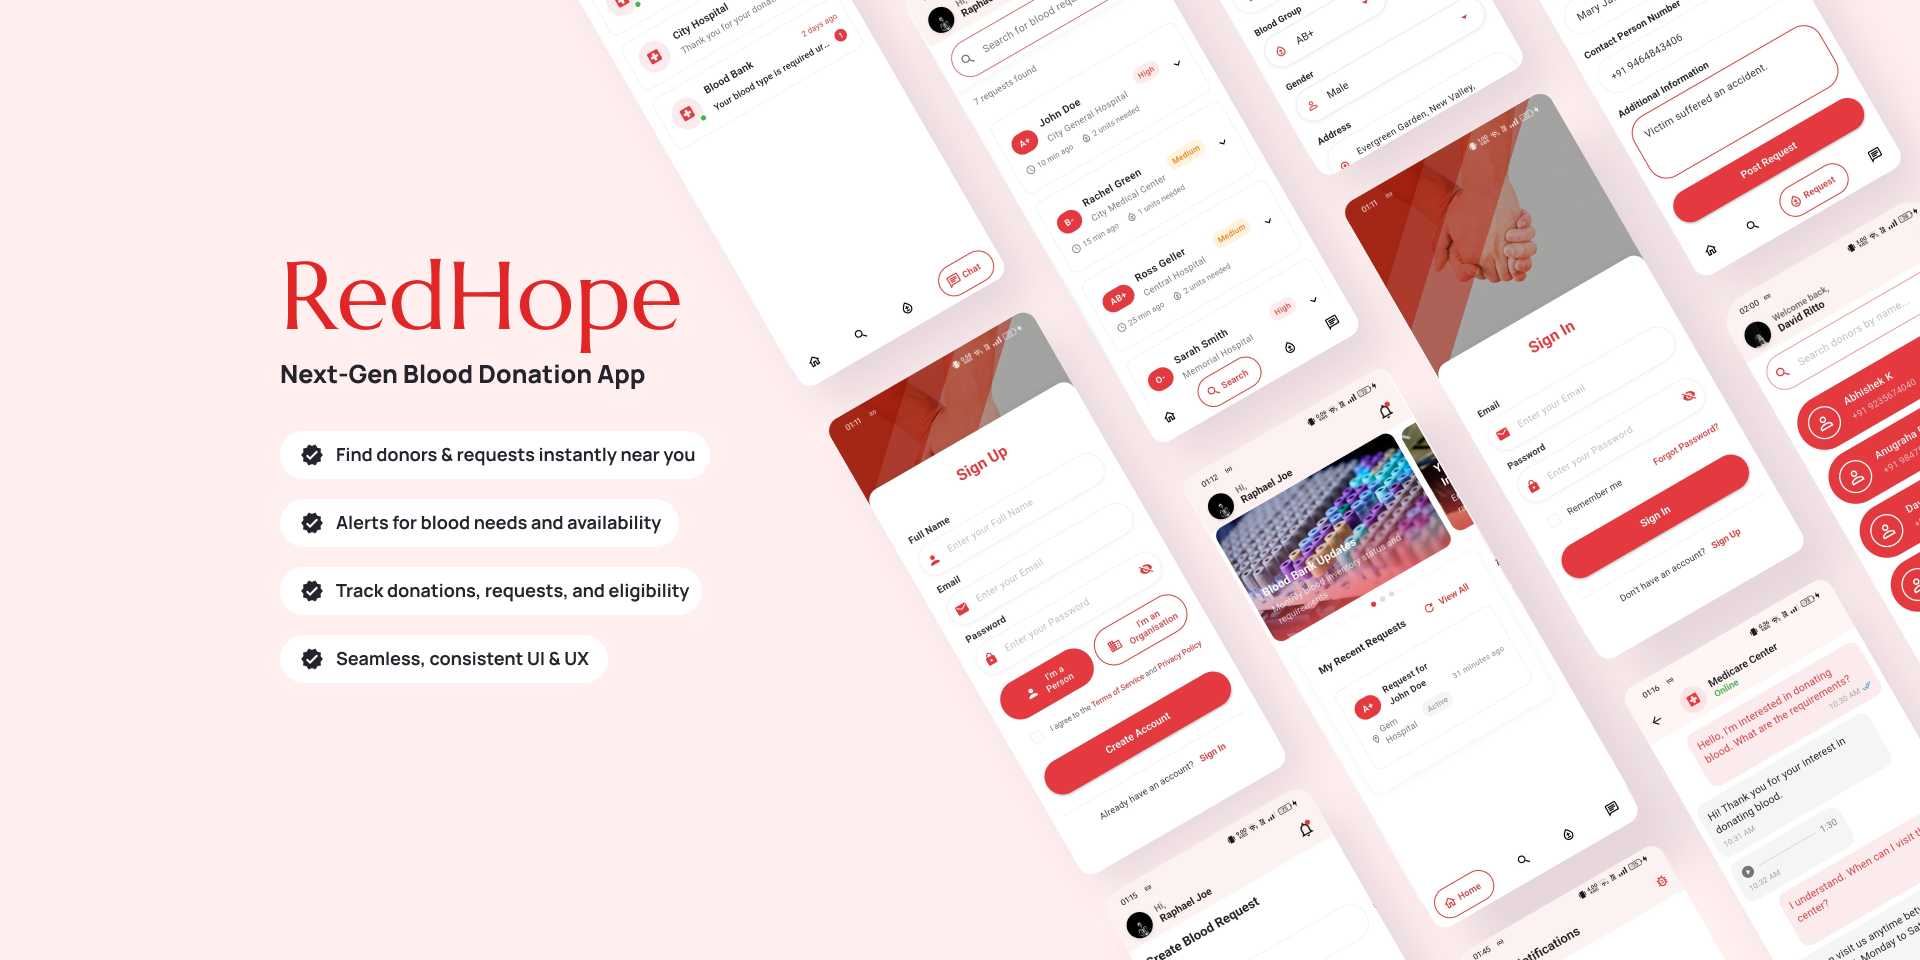 RedHope
Next-Gen Blood Donation App
Find donors & requests instantly near you
Alerts for blood needs and availability
Track donations, requests, and eligibility
Seamless, consistent UI & UX
City Hospital
Thank you for your
2 days ago
Blood Bank
Your blood type is required ur...
1
Chat
Hi,
Search for blood
7 requests found
High
John Doe
A+
City General Hospital
10 min ago
2 units needed
Medium
Rachel Green
B-
City Medical Center
15 min ago
1 units needed
Medium
Ross Geller
AB+
Central Hospital
25 min ago
2 units needed
High
Sarah Smith
O-
Memorial Hospital
Search
Blood Group
AB+
Gender
Male
Address
Evergreen Garden, New Valley,
Contact Person Number
+91 9464843406
Additional Information
Victim suffered an accident.
Post Request
Request
01:11
Sign Up
Full Name
Enter your Full Name
Email
Enter your Email
Password
Enter your Password
I'm a
Person
I'm an
Organisation
I agree to the Terms of Service and Privacy Policy
Create Account
Already have an account? Sign In
01:12
Hi,
Raphael Joe
Blood Bank Updates
Monthly blood inventory status and
requirements
My Recent Requests
View All
Request for
John Doe
31 minutes ago
A+
Active
Gem
Hospital
Home
01:11
Sign In
Email
Enter your Email
Password
Enter your Password
Forgot Password?
Remember me
Sign In
Don't have an account? Sign Up
02:00
Welcome back,
David Ritto
Search donors by name...
Abhishek K
+91 9235674040
Anugraha
01:16
Medicare Center
Online
Hello, I'm interested in donating
blood. What are the requirements?
10:30 AM
Hi! Thank you for your interest in
donating blood.
10:31 AM
1:30
10:32 AM
I understand. When can I visit
center?
visit us anytime
Monday to
01:15
Hi,
Raphael Joe
Create Blood Request
01:45